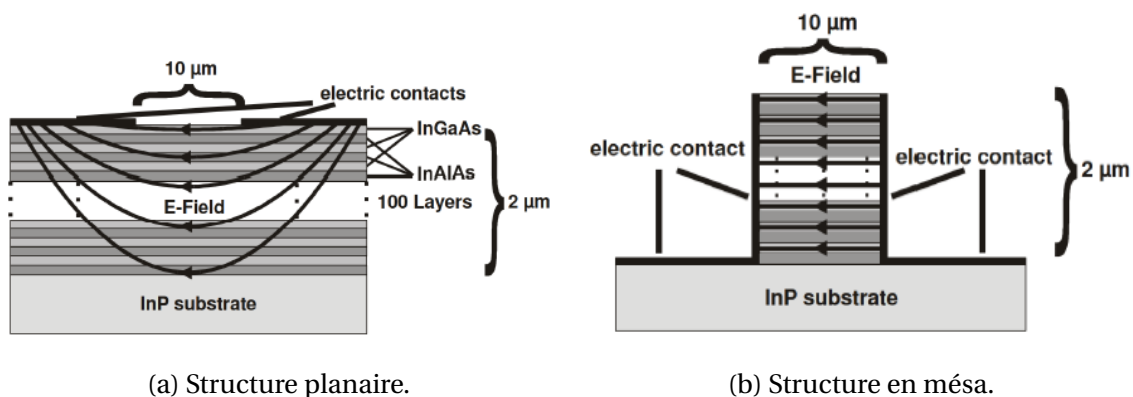 10 µm
electric contacts
InGaAs
InAlAs
E-Field
100 Layers
2 µm
InP substrate
(a) Structure planaire.
10 µm
E-Field
electric contact
electric contact
2 µm
InP substrate
(b) Structure en mésa.